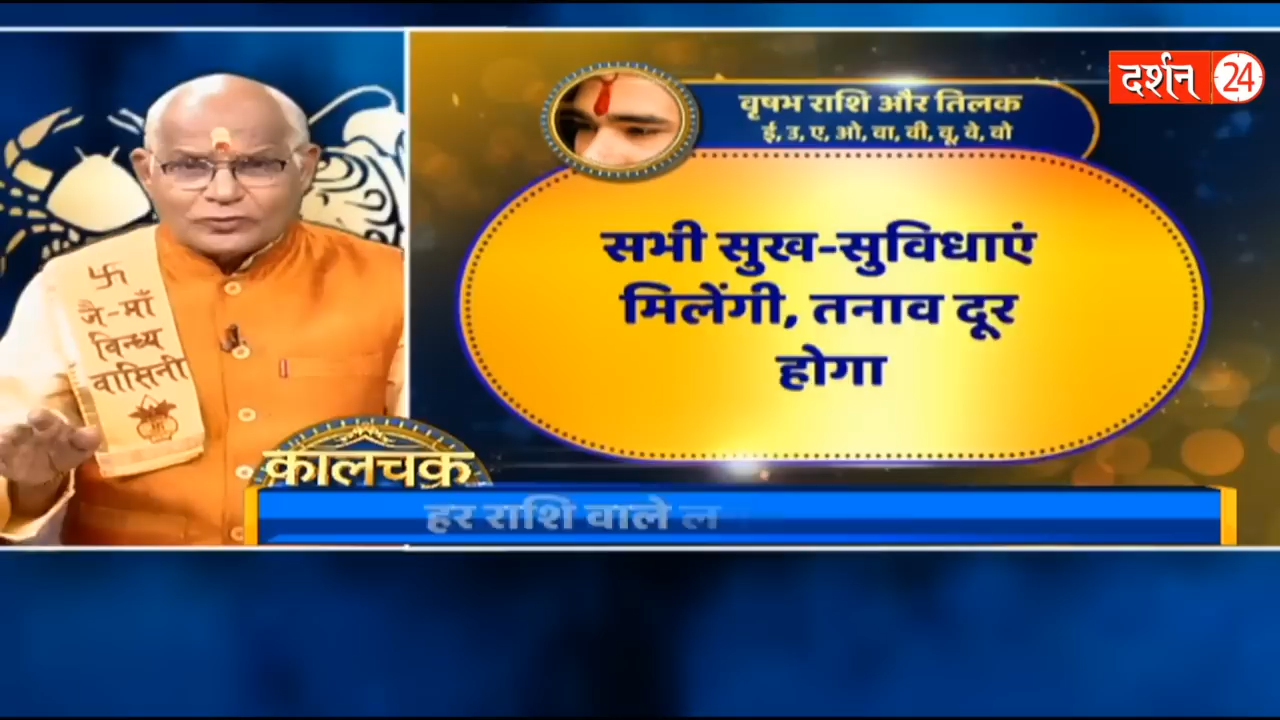 दर्शन 24
वृषभ राशि और तिलक
ई, उ, ए, ओ, वा, वी, वू, वे, वो
सभी सुख-सुविधाएं
मिलेंगी, तनाव दूर
होगा
जै-माँ
विन्ध्य
वासिनी
कालचक्र
हर राशि वाले ल